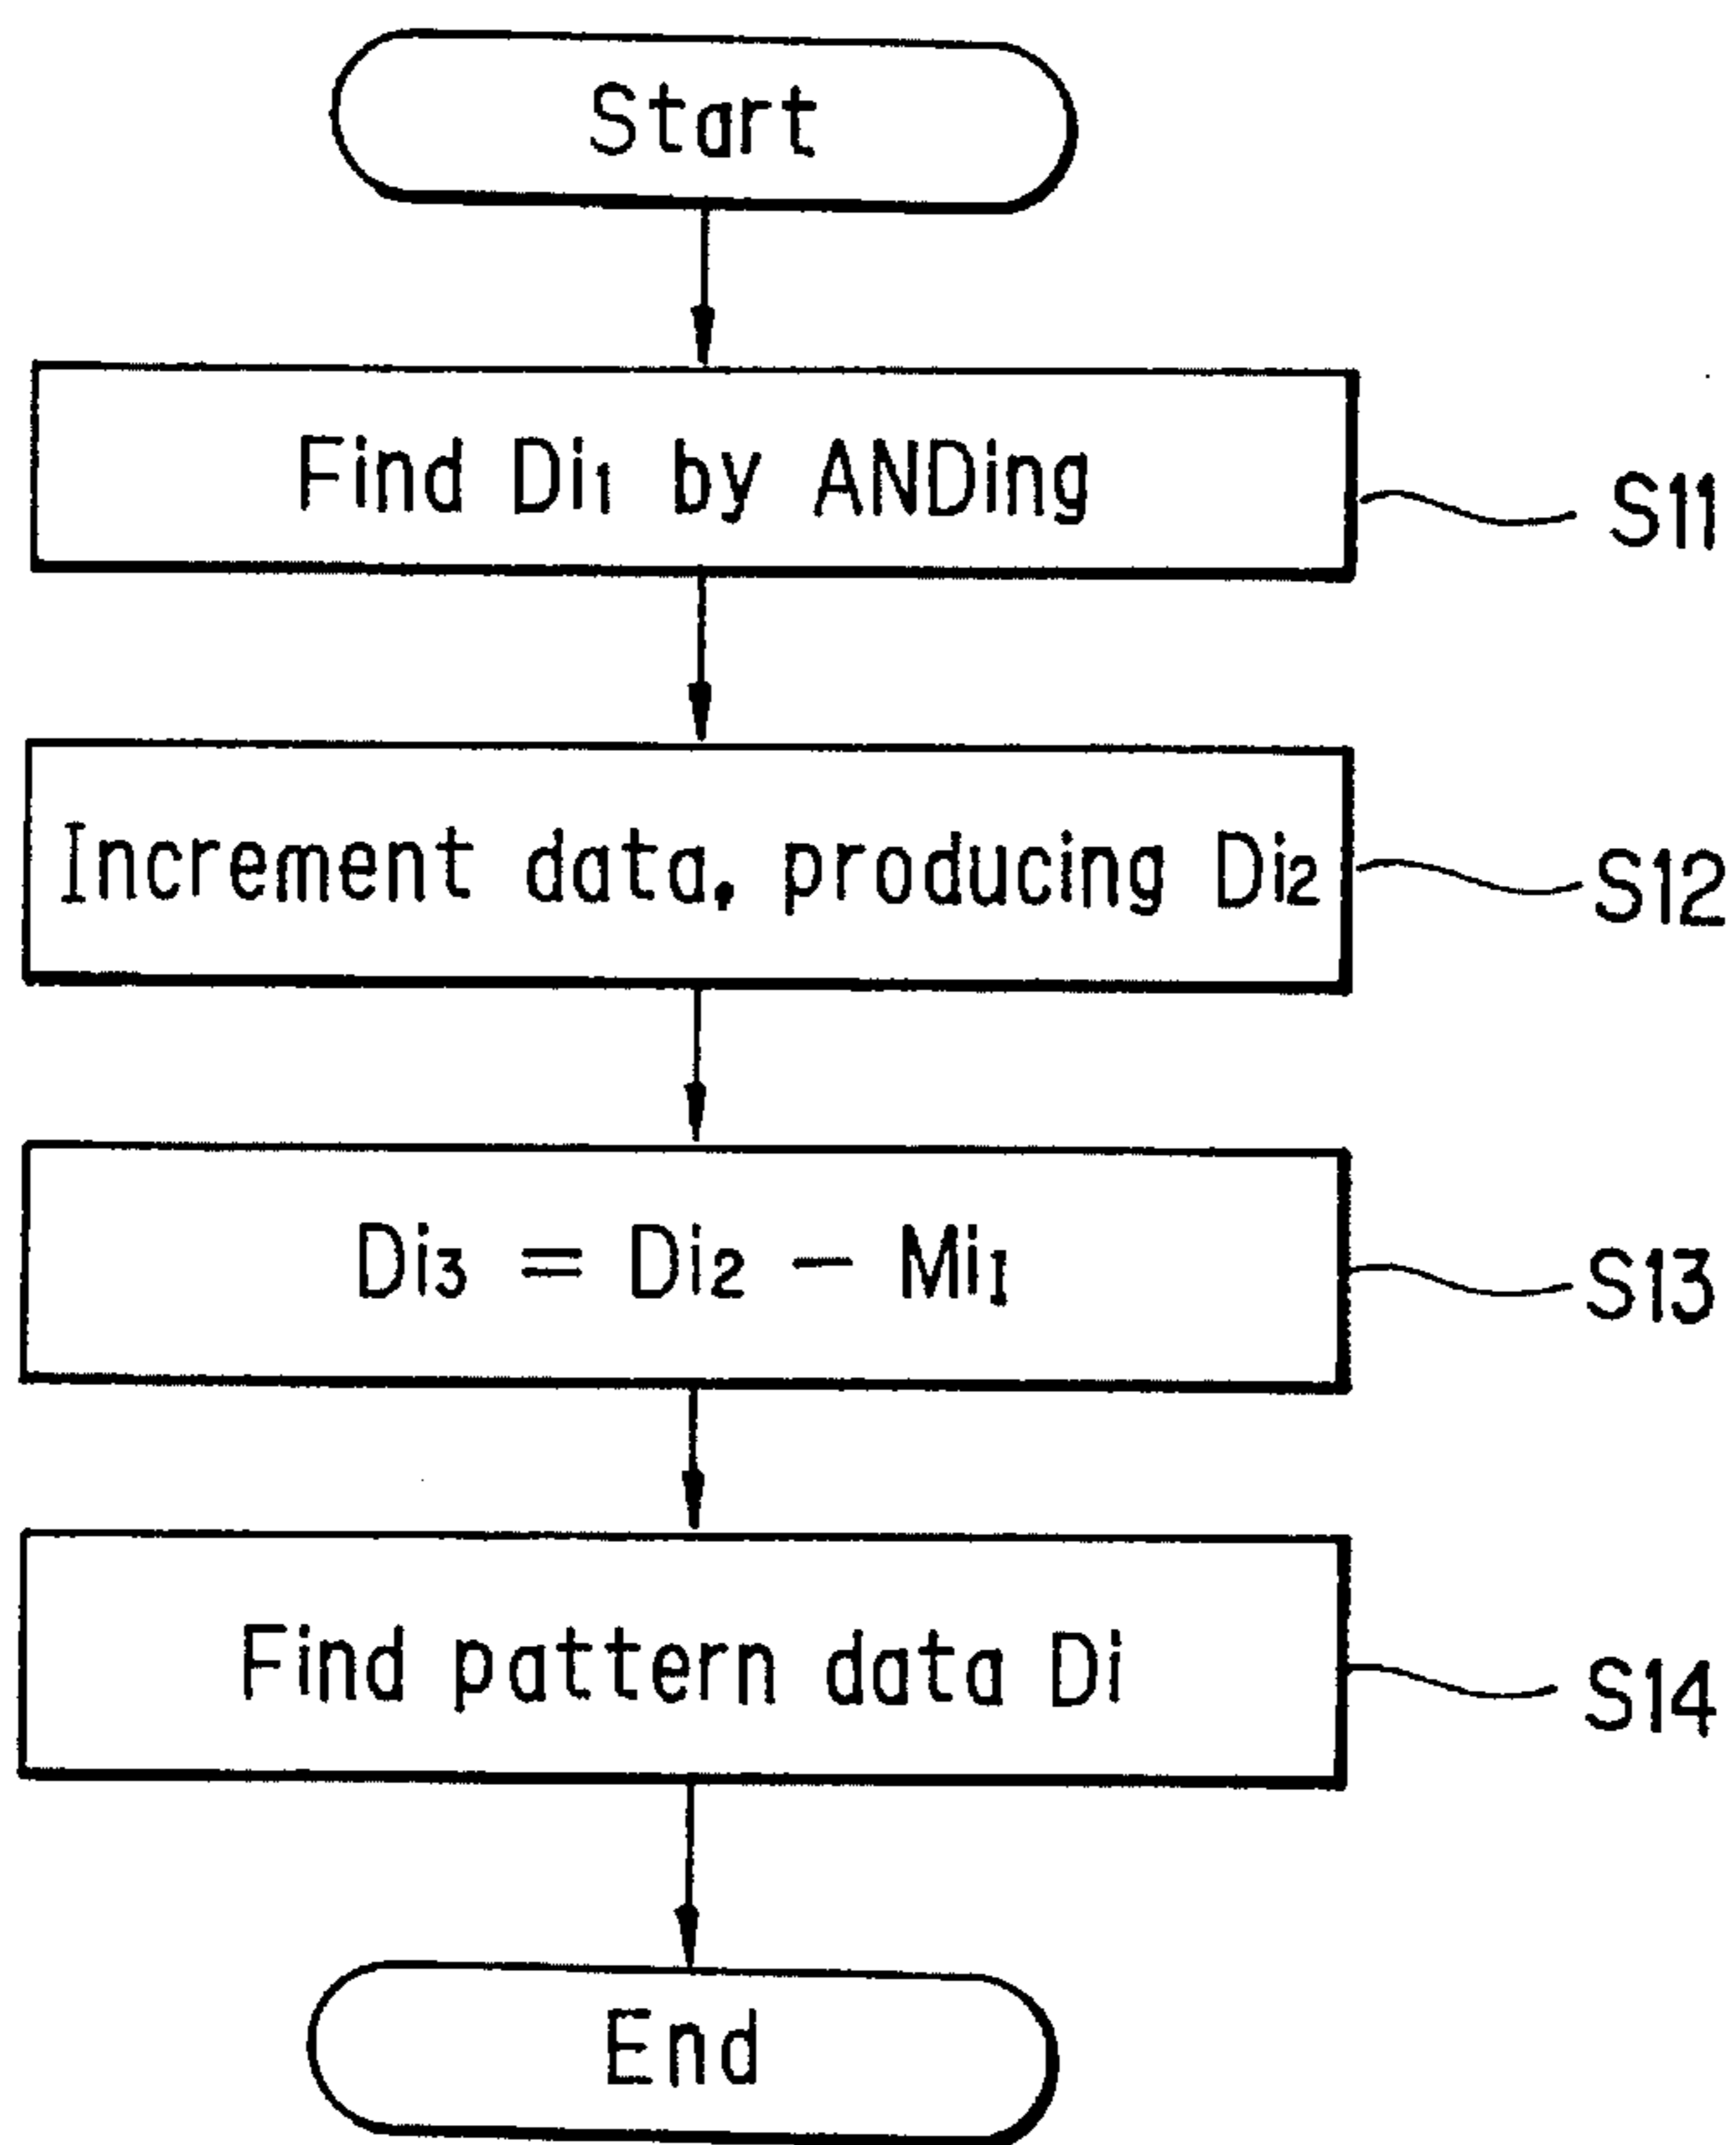 Start
Find Di₁ by ANDing
S11
Increment data, producing Di₂
S12
Di₃ = Di₂ − Mi₁
S13
Find pattern data Di
S14
End